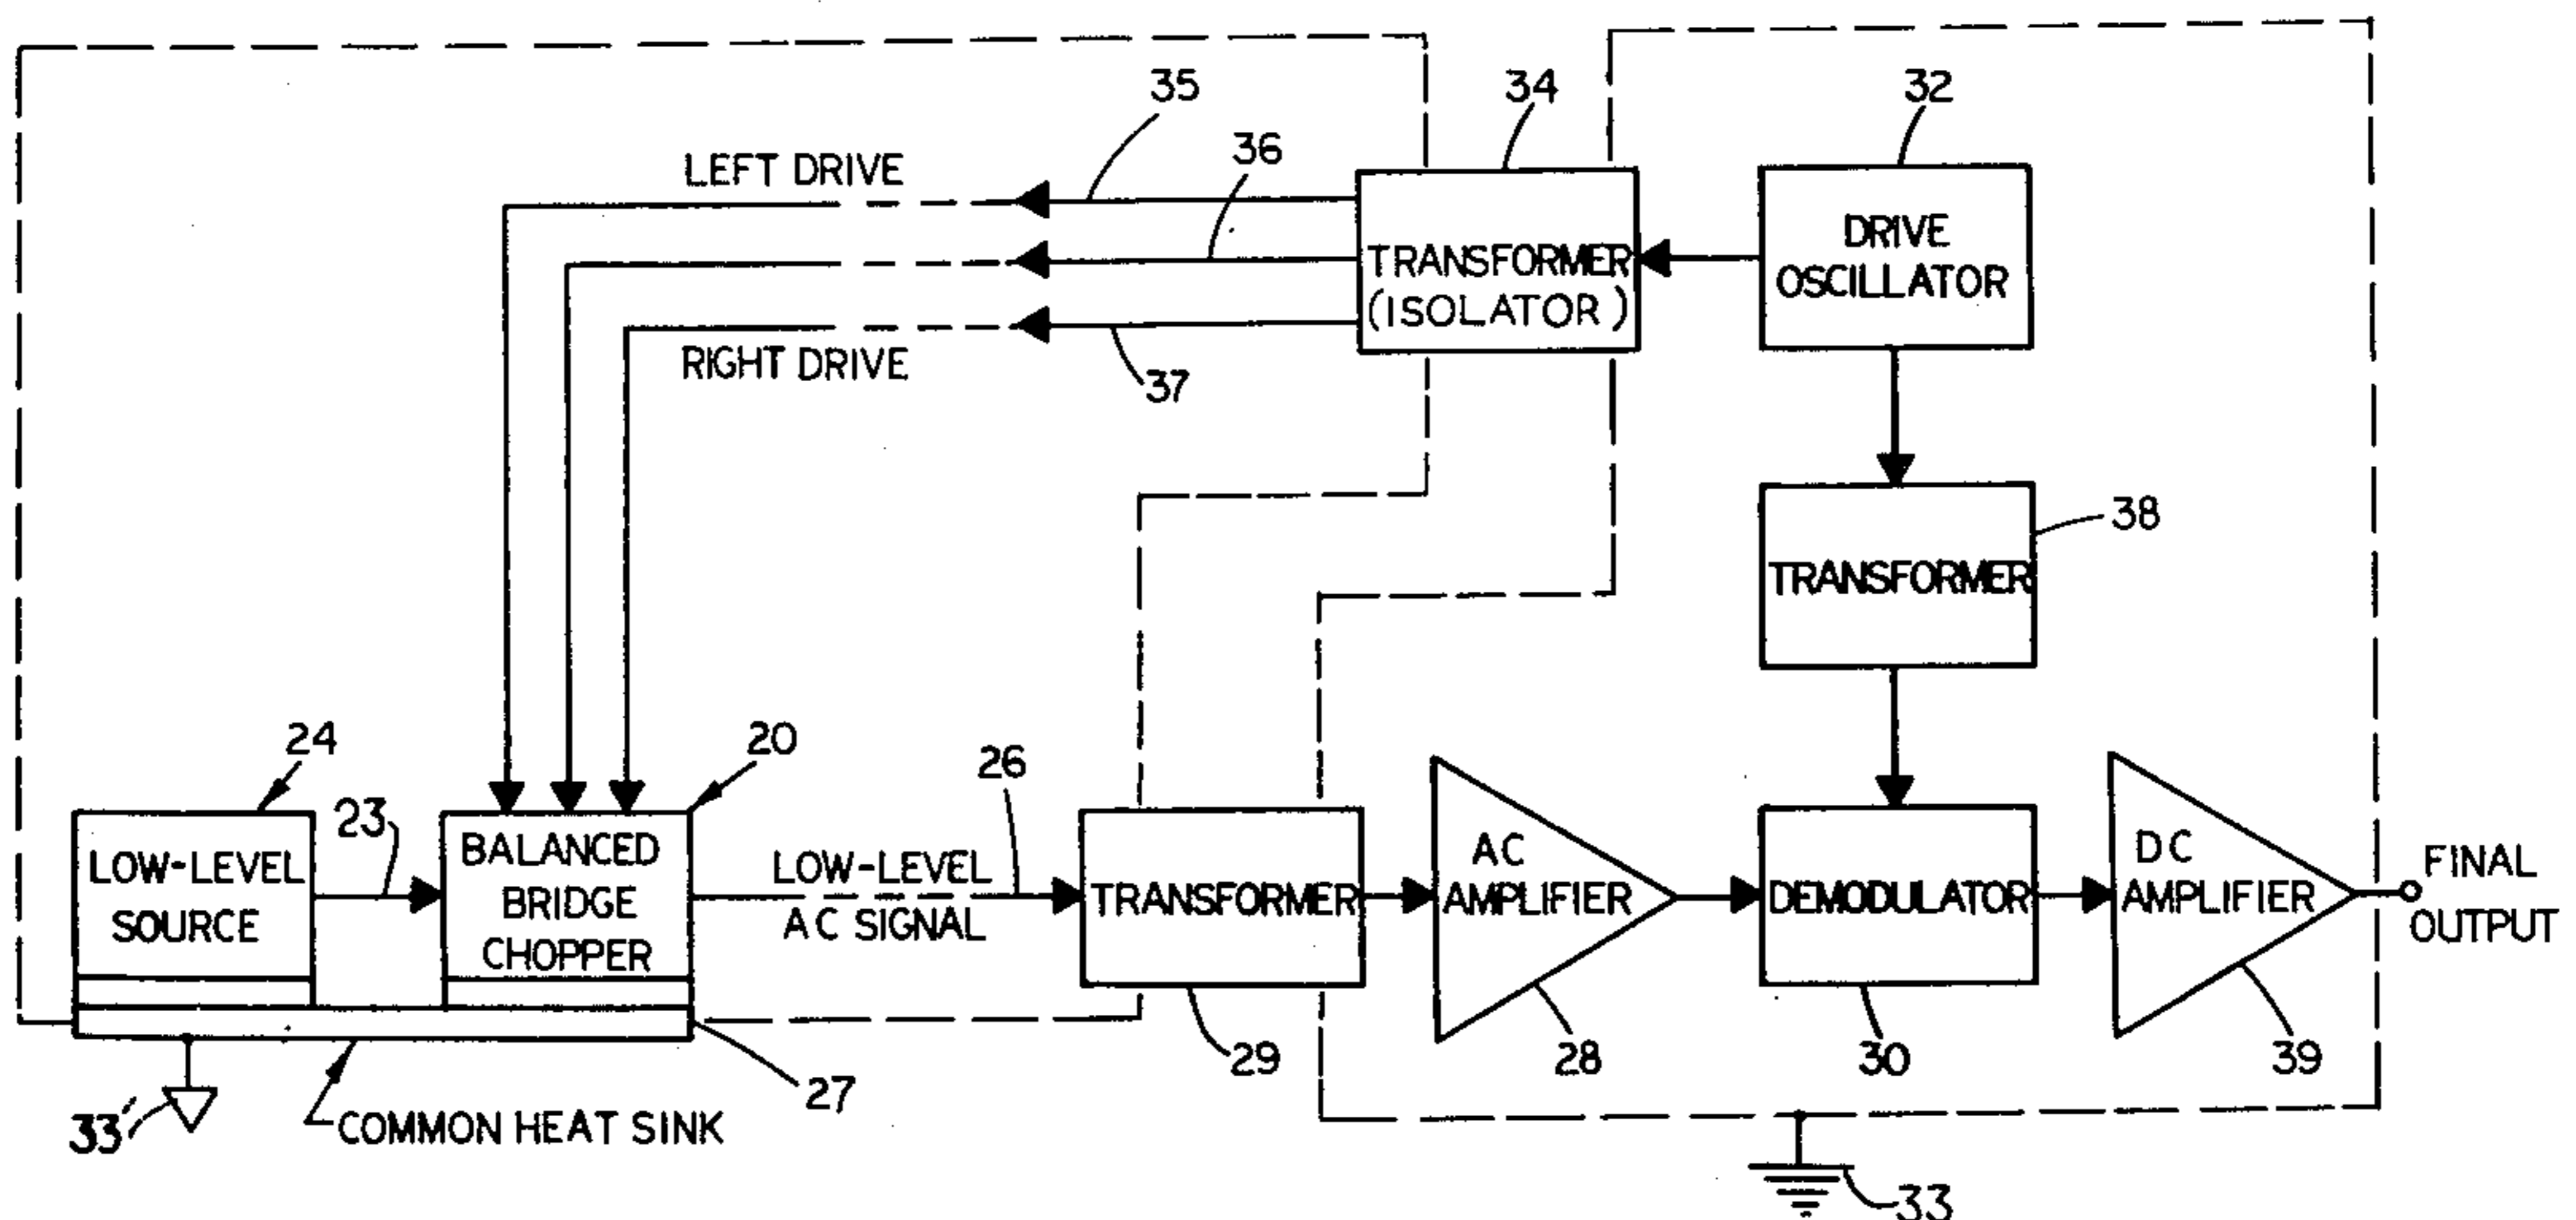 35
34
32
36
LEFT DRIVE
DRIVE
OSCILLATOR
TRANSFORMER
(ISOLATOR)
RIGHT DRIVE
37
38
TRANSFORMER
24
20
26
23
LOW-LEVEL
SOURCE
BALANCED
BRIDGE
CHOPPER
LOW-LEVEL
AC SIGNAL
TRANSFORMER
AC
AMPLIFIER
DEMODULATOR
DC
AMPLIFIER
FINAL
OUTPUT
29
28
30
39
27
33'
COMMON HEAT SINK
33